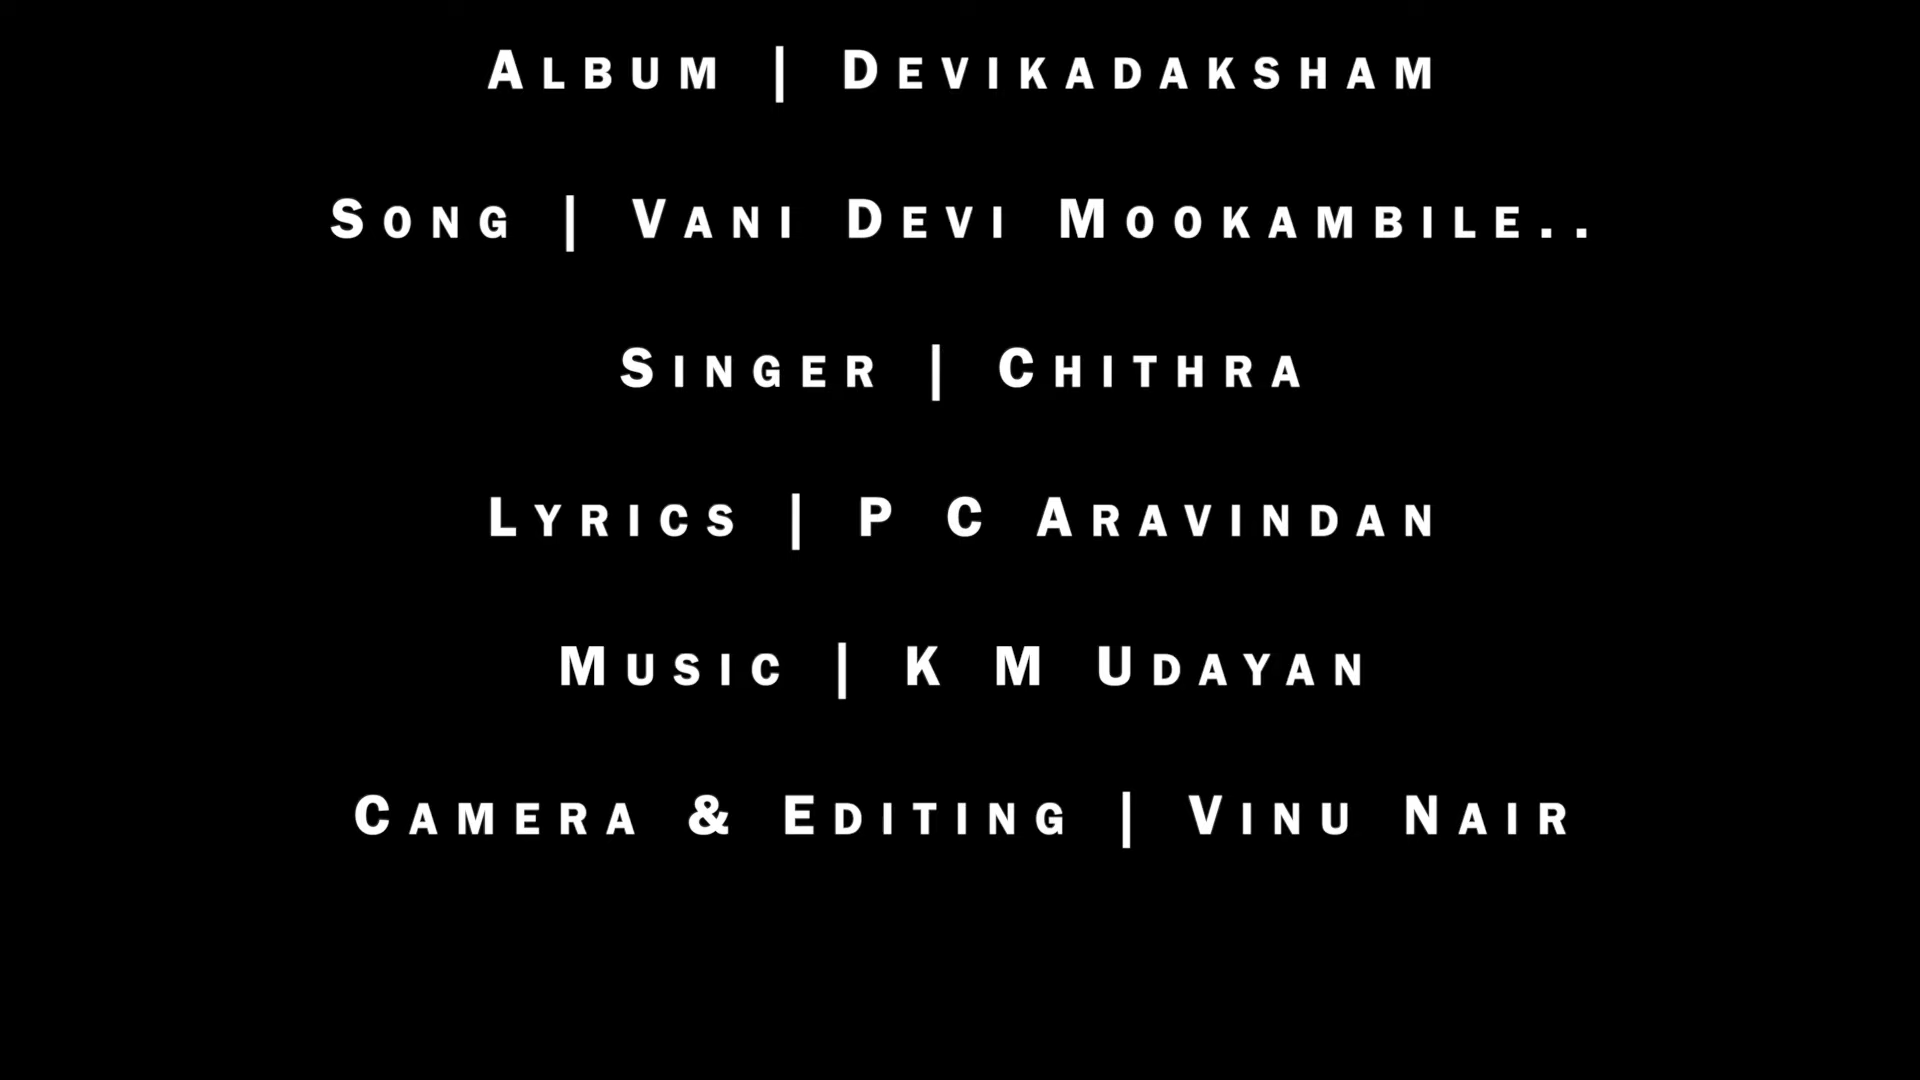 Album | Devikadaksham
Song | Vani Devi Mookambile..
Singer | Chithra
Lyrics | P C Aravindan
Music | K M Udayan
Camera & Editing | Vinu Nair